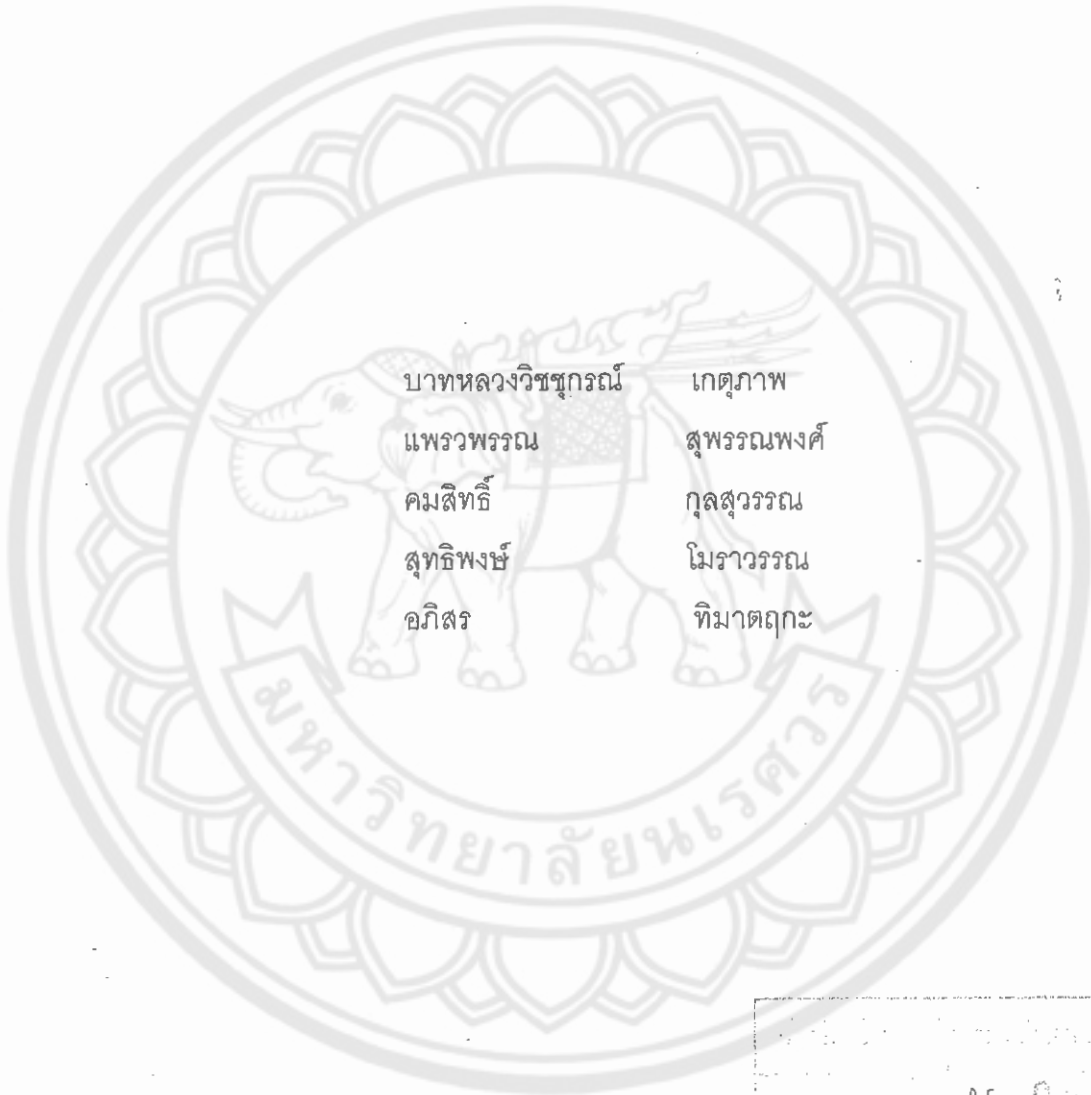 บาทหลวงวิชชุกรณ์ เกตุภาพ
แพรวพรรณ สุพรรณพงศ์
คมสิทธิ์ กุลสุวรรณ
สุทธิพงษ์ โมราวรรณ
อภิสร ทิมาตฤกะ
มหาวิทยาลัยนเรศวร